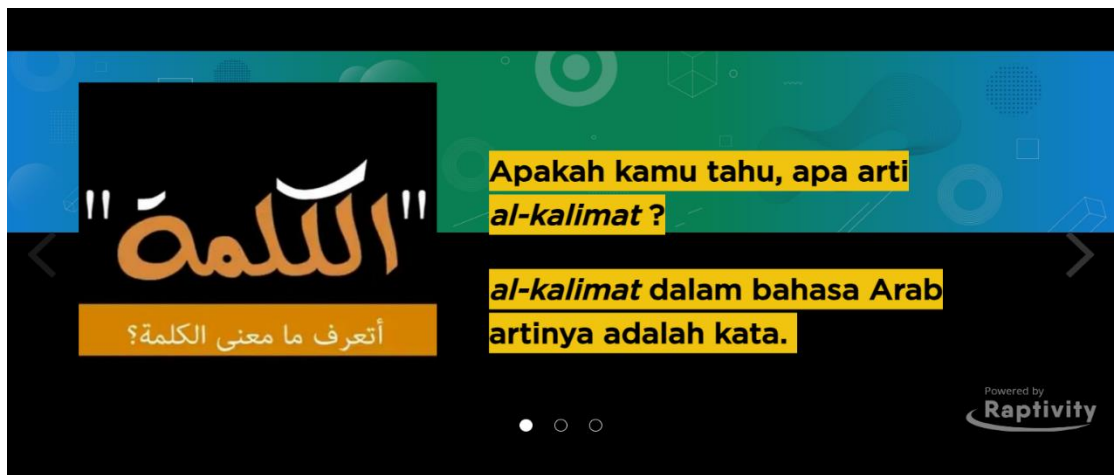 "الكلمة"
أتعرف ما معنى الكلمة؟
Apakah kamu tahu, apa arti
al-kalimat ?
al-kalimat dalam bahasa Arab
artinya adalah kata.
Powered by
Raptivity